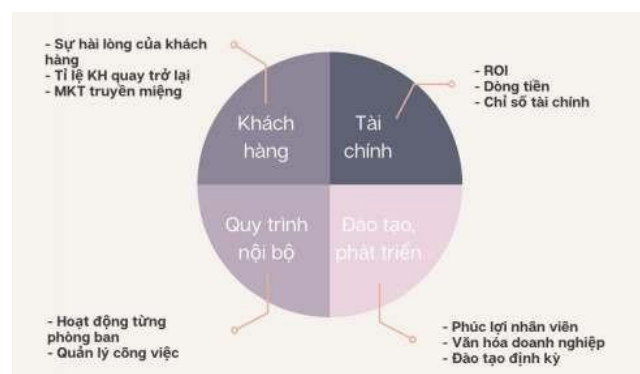 - Sự hài lòng của khách
hàng
- Tỉ lệ KH quay trở lại
- MKT truyền miệng
- ROI
- Dòng tiền
- Chỉ số tài chính
Khách
hàng
Tài
chính
Quy trình
nội bộ
Đào tạo,
phát triển
- Hoạt động từng
phòng ban
- Quản lý công việc
- Phúc lợi nhân viên
- Văn hóa doanh nghiệp
- Đào tạo định kỳ